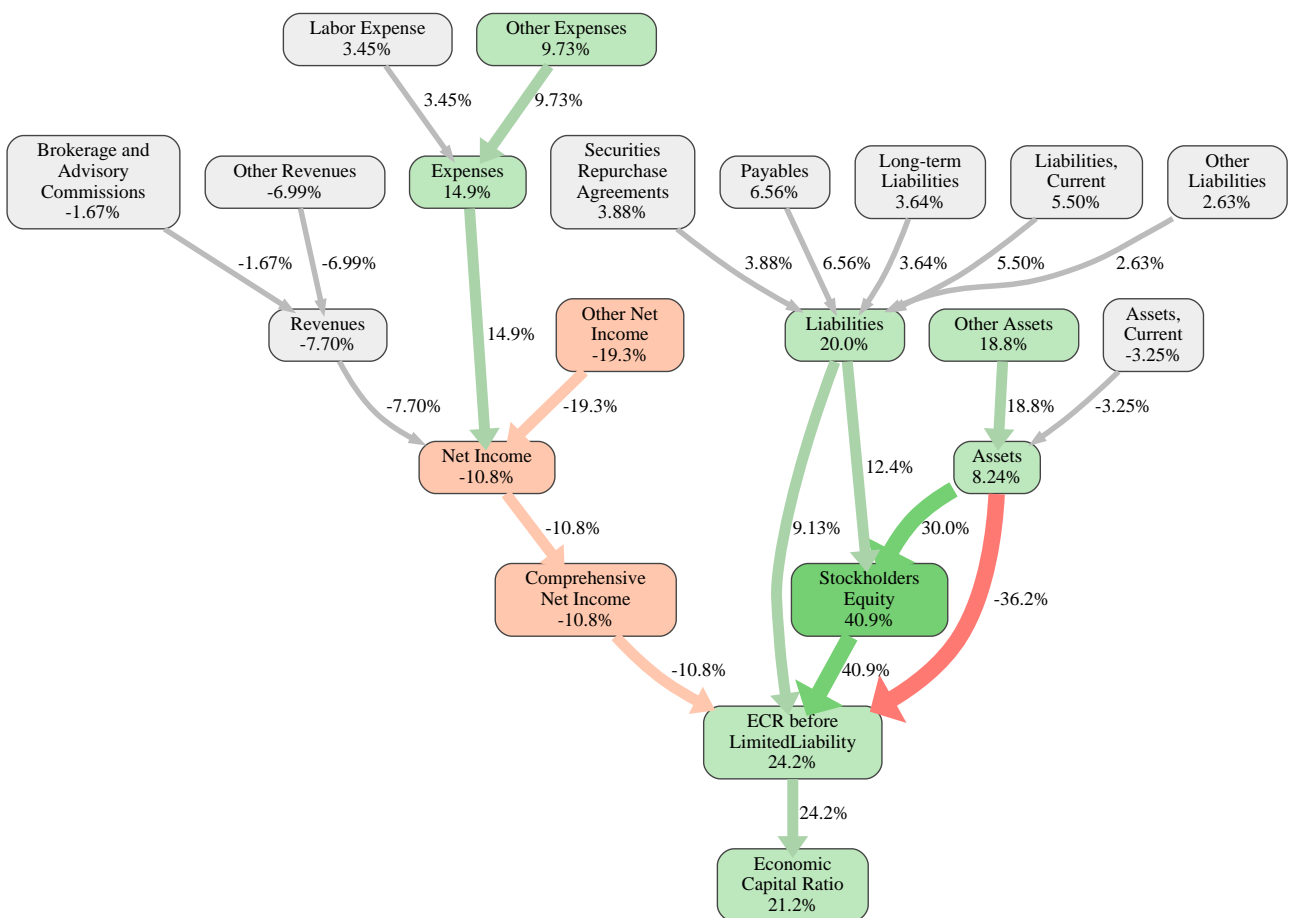 Labor Expense
3.45%
Other Expenses
9.73%
3.45%
9.73%
Brokerage and
Advisory
Commissions
-1.67%
Other Revenues
-6.99%
Expenses
14.9%
Securities
Repurchase
Agreements
3.88%
Payables
6.56%
Long-term
Liabilities
3.64%
Liabilities,
Current
5.50%
Other
Liabilities
2.63%
-1.67%
-6.99%
3.88%
6.56%
3.64%
5.50%
2.63%
Revenues
-7.70%
14.9%
Other Net
Income
-19.3%
Liabilities
20.0%
Other Assets
18.8%
Assets,
Current
-3.25%
-7.70%
-19.3%
18.8%
-3.25%
Net Income
-10.8%
12.4%
Assets
8.24%
-10.8%
9.13%
30.0%
Comprehensive
Net Income
-10.8%
Stockholders
Equity
40.9%
-36.2%
-10.8%
40.9%
ECR before
LimitedLiability
24.2%
24.2%
Economic
Capital Ratio
21.2%